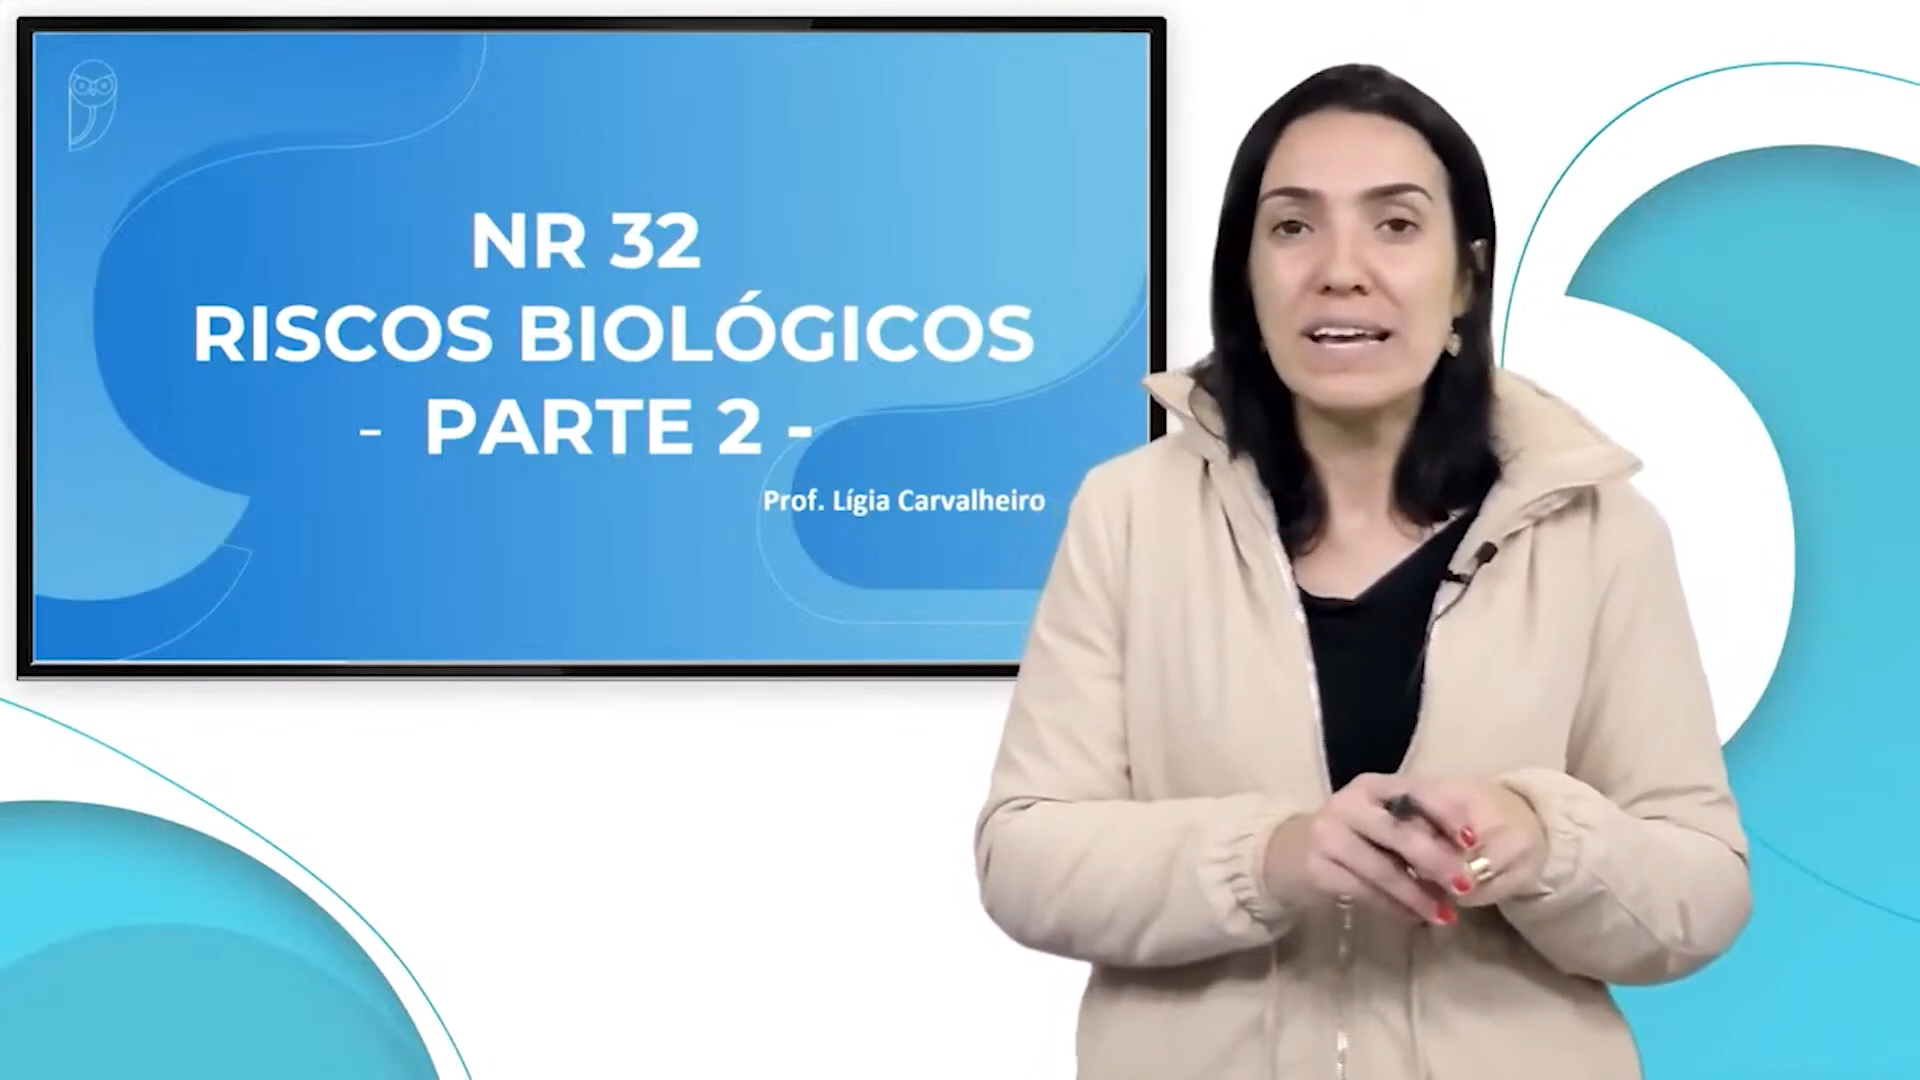 NR 32
RISCOS BIOLÓGICOS
- PARTE 2 -
Prof. Lígia Carvalheiro